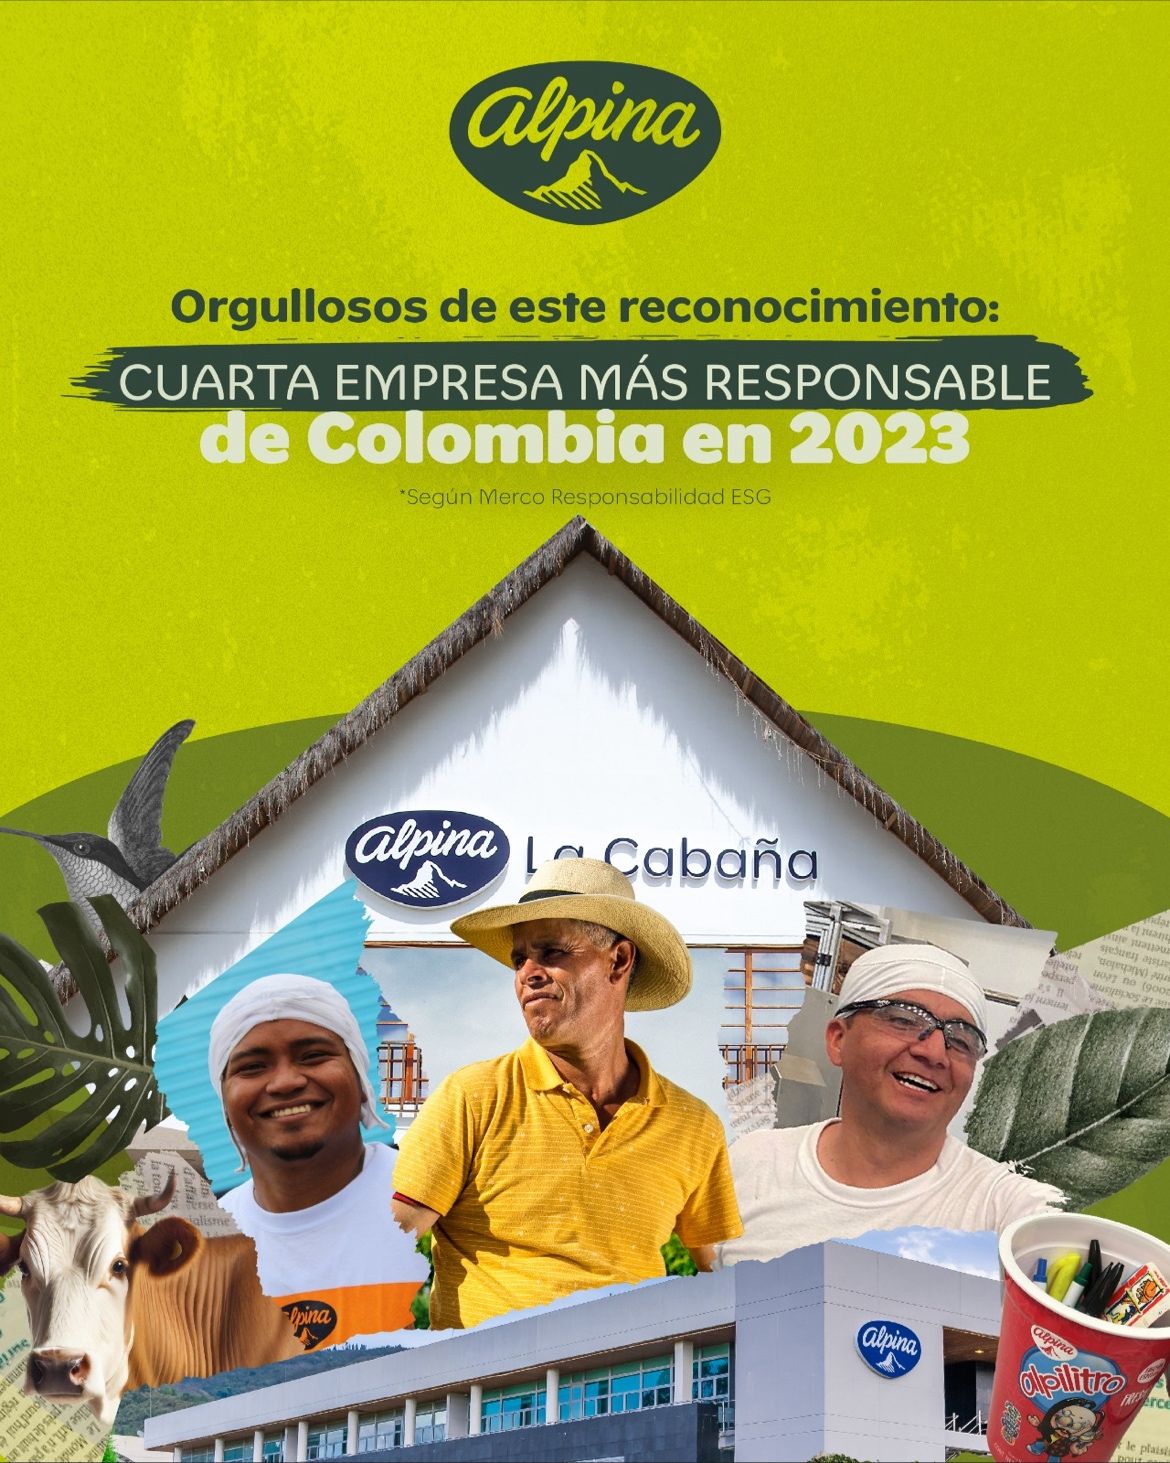 alpina
Orgullosos de este reconocimiento:
CUARTA EMPRESA MÁS RESPONSABLE
de Colombia en 2023
*Según Merco Responsabilidad ESG
alpina La Cabaña
alpina
alpina
alpilitro